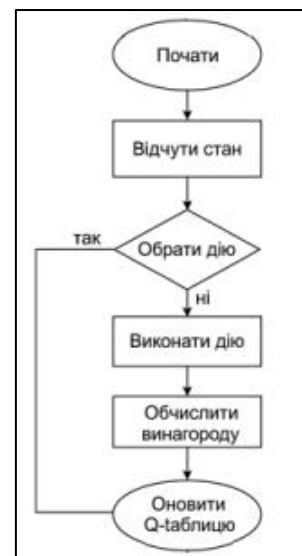 Почати
Відчути стан
так
Обрати дію
ні
Виконати дію
Обчислити
винагороду
Оновити
Q-таблицю